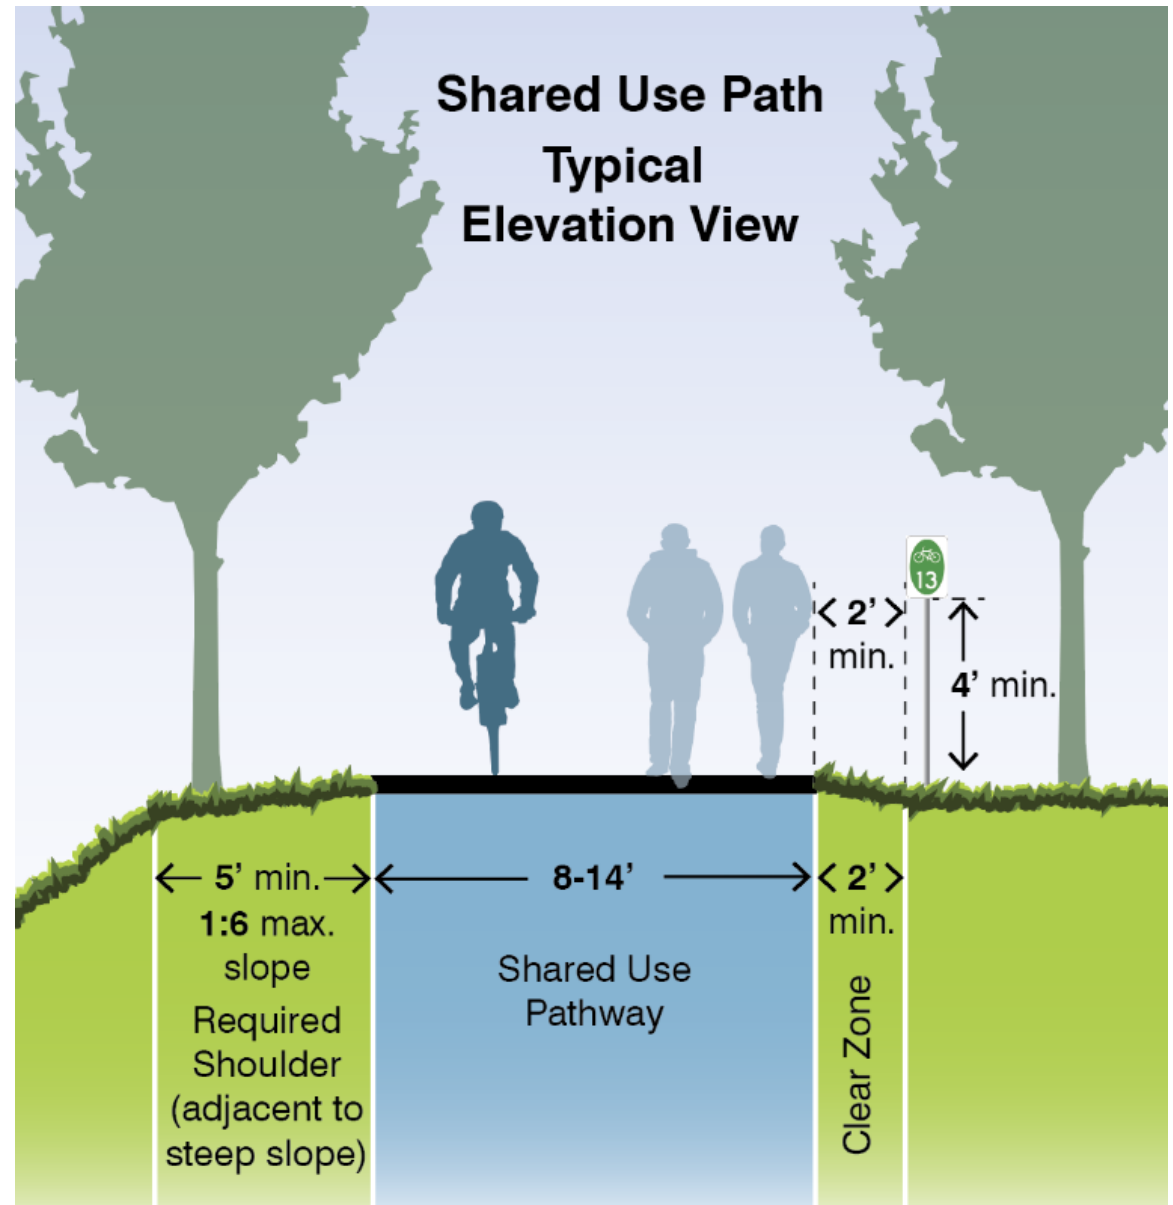 Shared Use Path
Typical
Elevation View
13
2’
min.
4’ min.
5’ min.
1:6 max.
slope
Required
Shoulder
(adjacent to
steep slope)
8-14’
Shared Use
Pathway
2’
min.
Clear Zone